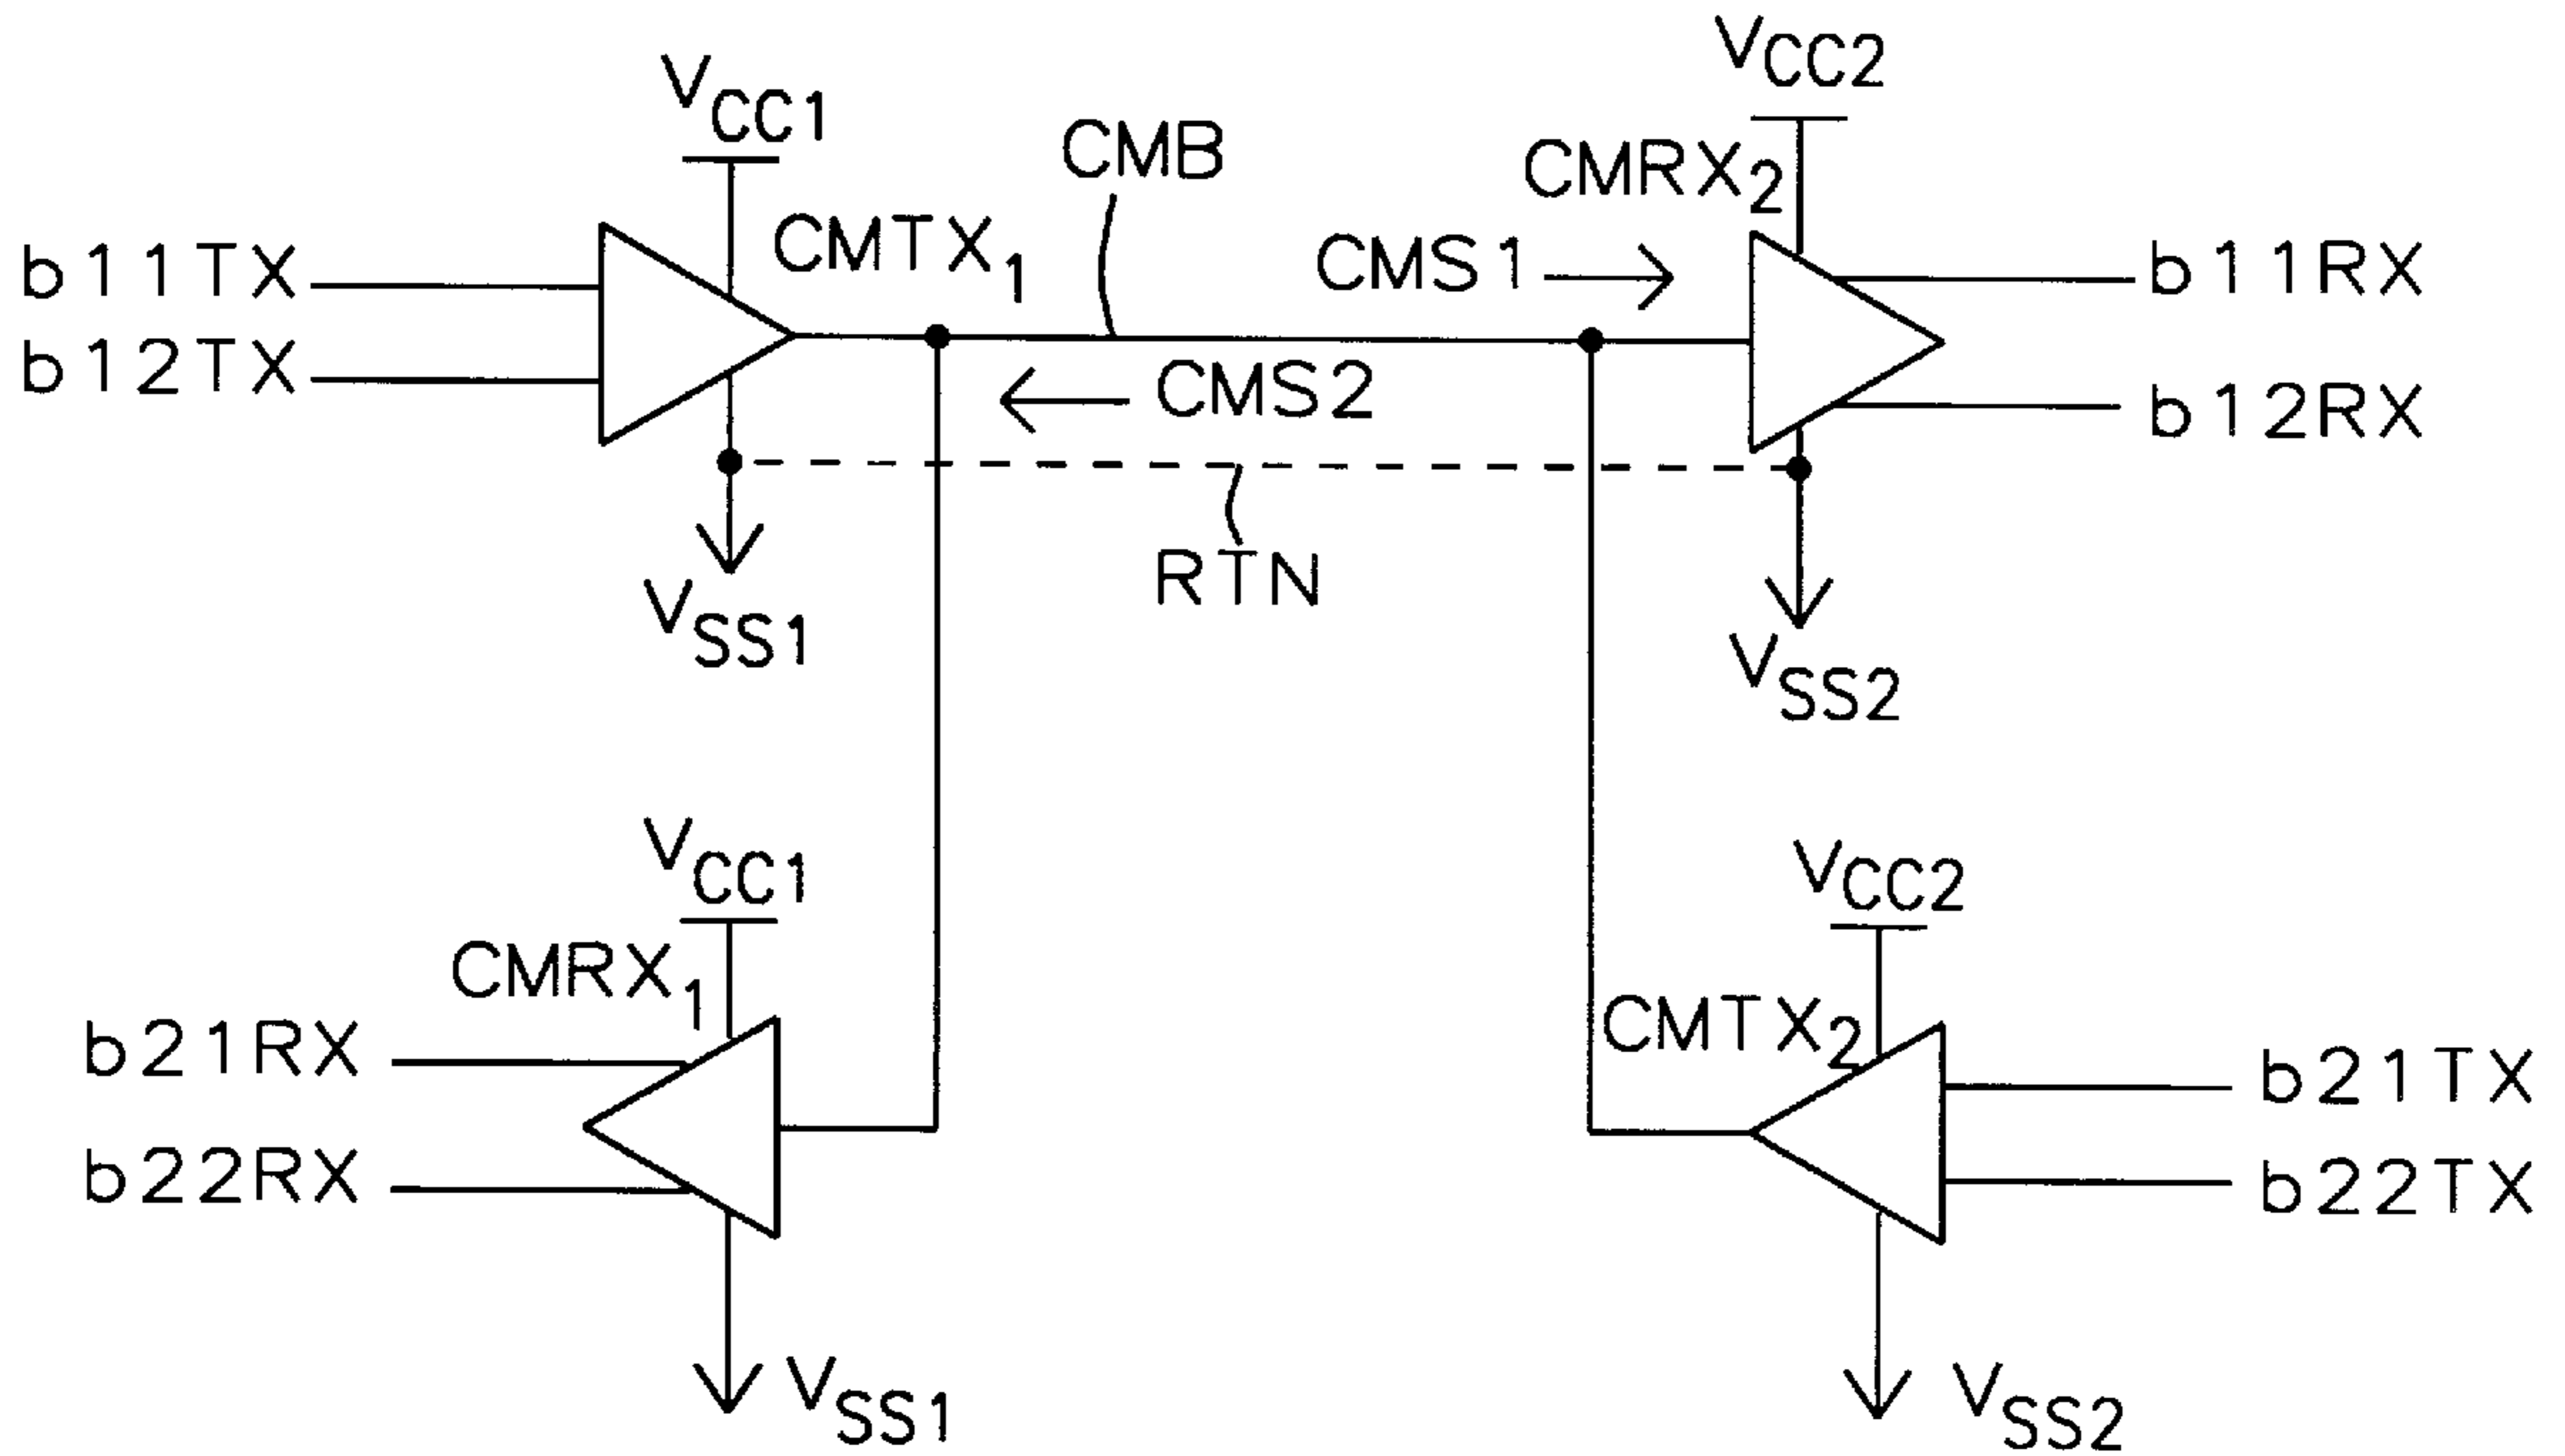 VCC2
VCC1
CMB
CMRX2
b11TX
CMTX1
CMS1
b11RX
b12TX
CMS2
b12RX
RTN
VSS1
VSS2
VCC1
VCC2
CMRX1
CMTX2
b21RX
b21TX
b22RX
b22TX
VSS1
VSS2